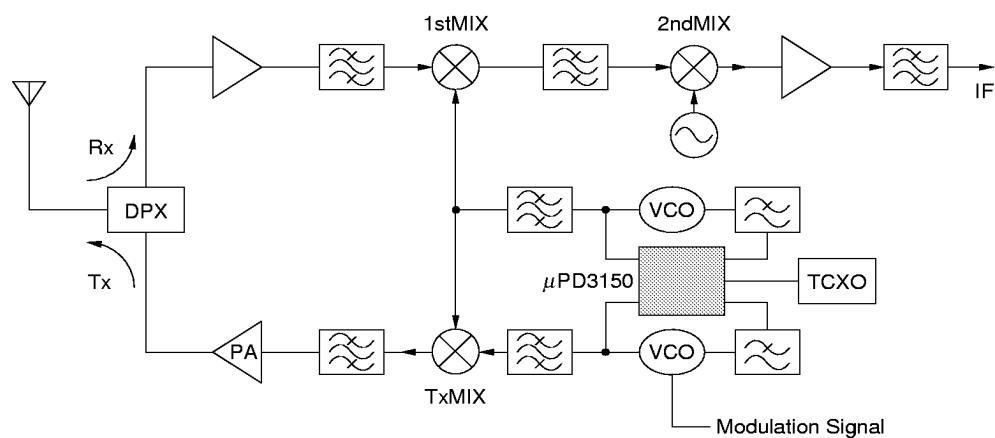 1stMIX
2ndMIX
IF
Rx
DPX
VCO
μPD3150
TCXO
Tx
PA
VCO
TxMIX
Modulation Signal